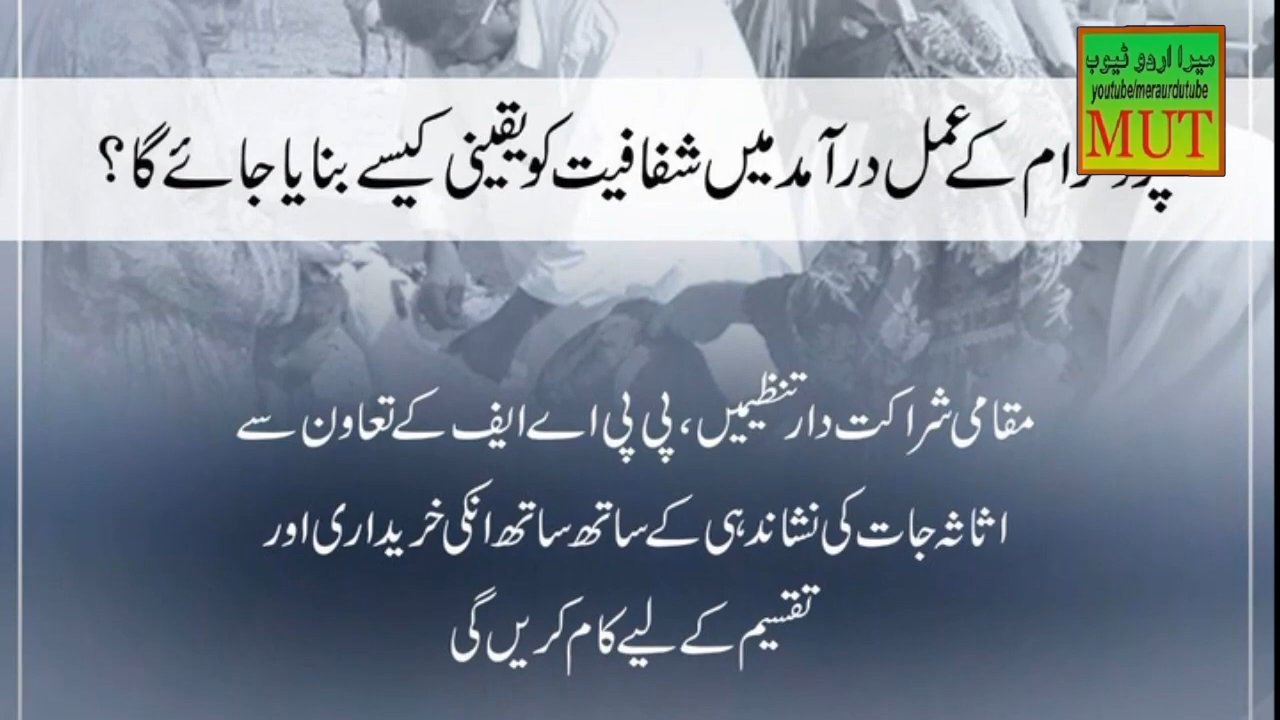 میرا اردو ٹیوب
youtube/meraurdutube
MUT
کے عمل درآمد میں شفافیت کو یقینی کیسے بنایا جائے گا؟
مقامی شراکت دار تنظیمیں، پی پی اے ایف کے تعاون سے
اثاثہ جات کی نشاندہی کے ساتھ ساتھ انکی خریداری اور
تقسیم کے لیے کام کریں گی